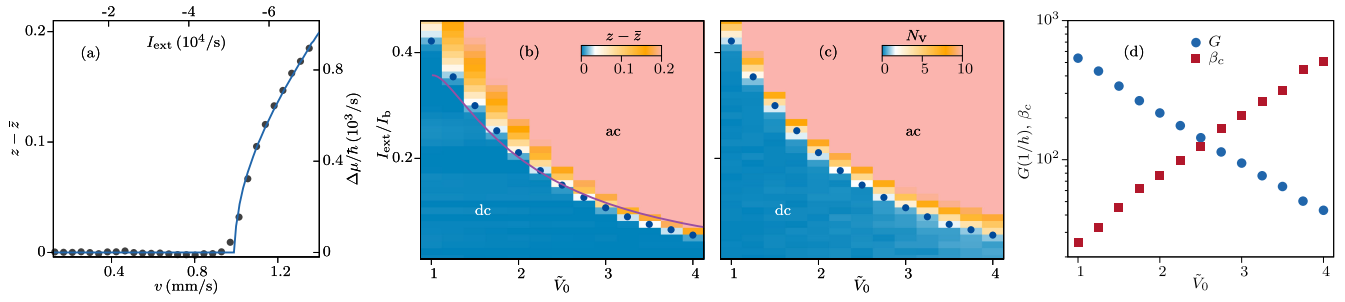 -2 -4 -6
I_ext (10^4/s)
(a)
z − z̄
0.2
0.1
0
0.8
0.4
0
Δμ/ħ (10^3/s)
0.4 0.8 1.2
v (mm/s)
(b)
z − z̄
0 0.1 0.2
I_ext/I_b
0.4
0.2
ac
dc
1 2 3 4
Ṽ_0
(c)
N_V
0 5 10
ac
dc
1 2 3 4
Ṽ_0
(d)
G
β_c
G(1/h), β_c
10^3
10^2
1 2 3 4
Ṽ_0